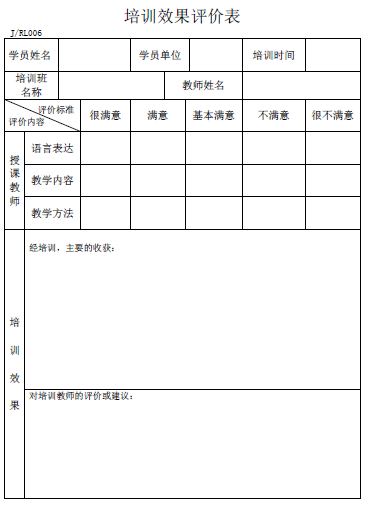 培训效果评价表
J/RL006
学员姓名 学员单位 培训时间
培训班名称 教师姓名
评价标准
评价内容 很满意 满意 基本满意 不满意 很不满意
授课教师
语言表达
教学内容
教学方法
培训效果
经培训，主要的收获：
对培训教师的评价或建议：